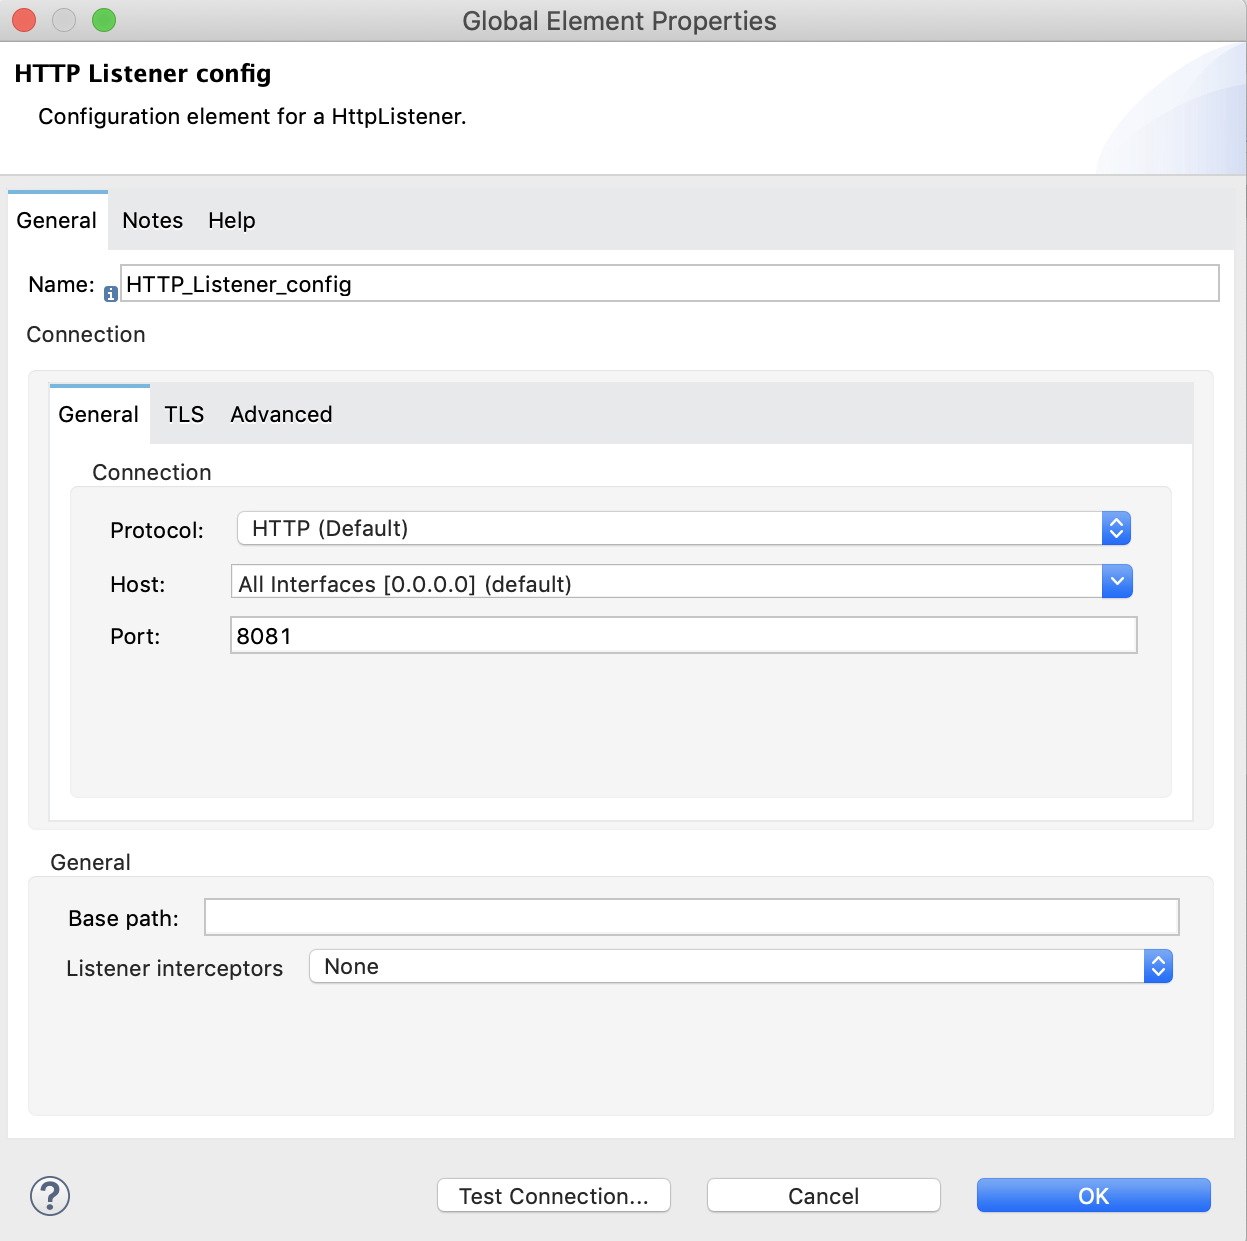 Global Element Properties
HTTP Listener config
Configuration element for a HttpListener.
General Notes Help
Name: HTTP_Listener_config
Connection
General TLS Advanced
Connection
Protocol: HTTP (Default)
Host: All Interfaces [0.0.0.0] (default)
Port: 8081
General
Base path:
Listener interceptors None
? Test Connection... Cancel OK